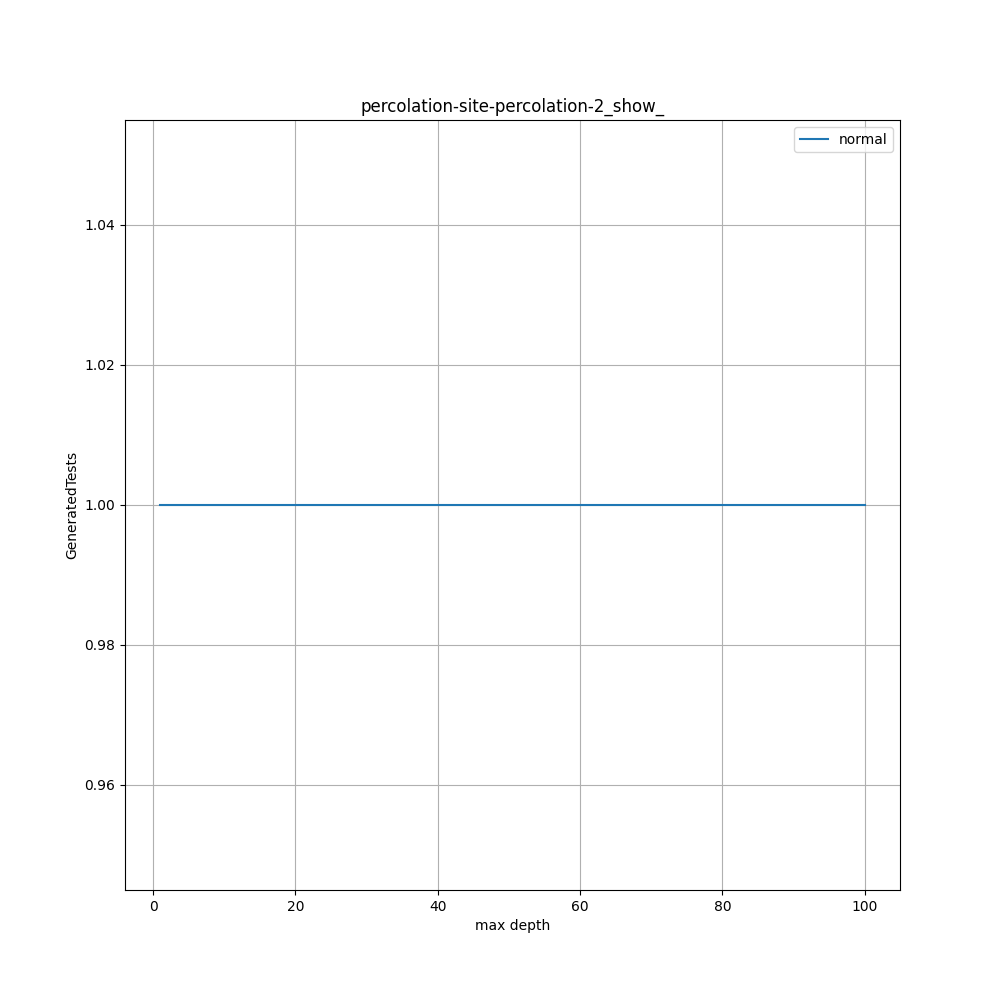 percolation-site-percolation-2_show_
normal
1.04
1.02
1.00
0.98
0.96
GeneratedTests
0 20 40 60 80 100
max depth